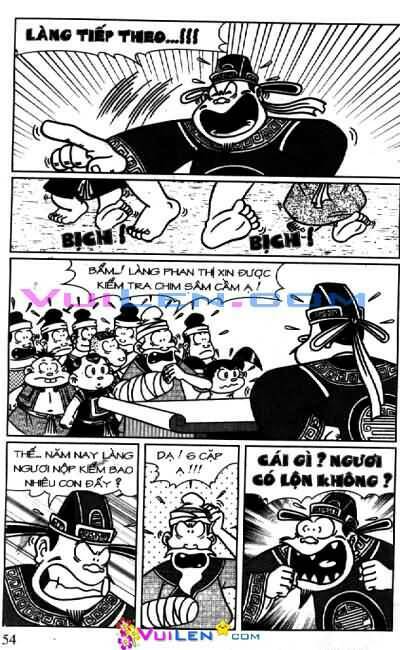 LÀNG TIẾP THEO...!!!
BỊCH!
BỊCH!
BẨM..! LÀNG PHAN THỊ XIN ĐƯỢC
KIỂM TRA CHIM SÂM CẦM Ạ!
VUILEN.COM
THẾ.. NĂM NAY LÀNG
NGƯƠI NỘP KIỂM BAO
NHIÊU CON ĐẤY?
DẠ! 6 CẶP
Ạ!!!
CÁI GÌ? NGƯƠI
CÓ LỘN KHÔNG?
54
VUILEN.COM